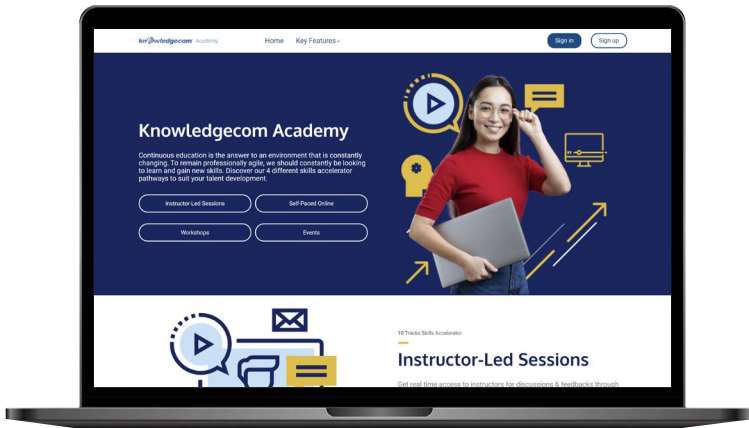 knowledgecom Academy
Home
Key Features
Sign in
Sign up
Knowledgecom Academy
Continuous education is the answer to an environment that is constantly
changing. To remain professionally agile, we should constantly be looking
to learn and gain new skills. Discover our 4 different skills accelerator
pathways to suit your talent development.
Instructor-Led Sessions
Self-Paced Online
Workshops
Events
10 Tracks Skills Accelerator
Instructor-Led Sessions
Get real time access to instructors for discussions & feedbacks through